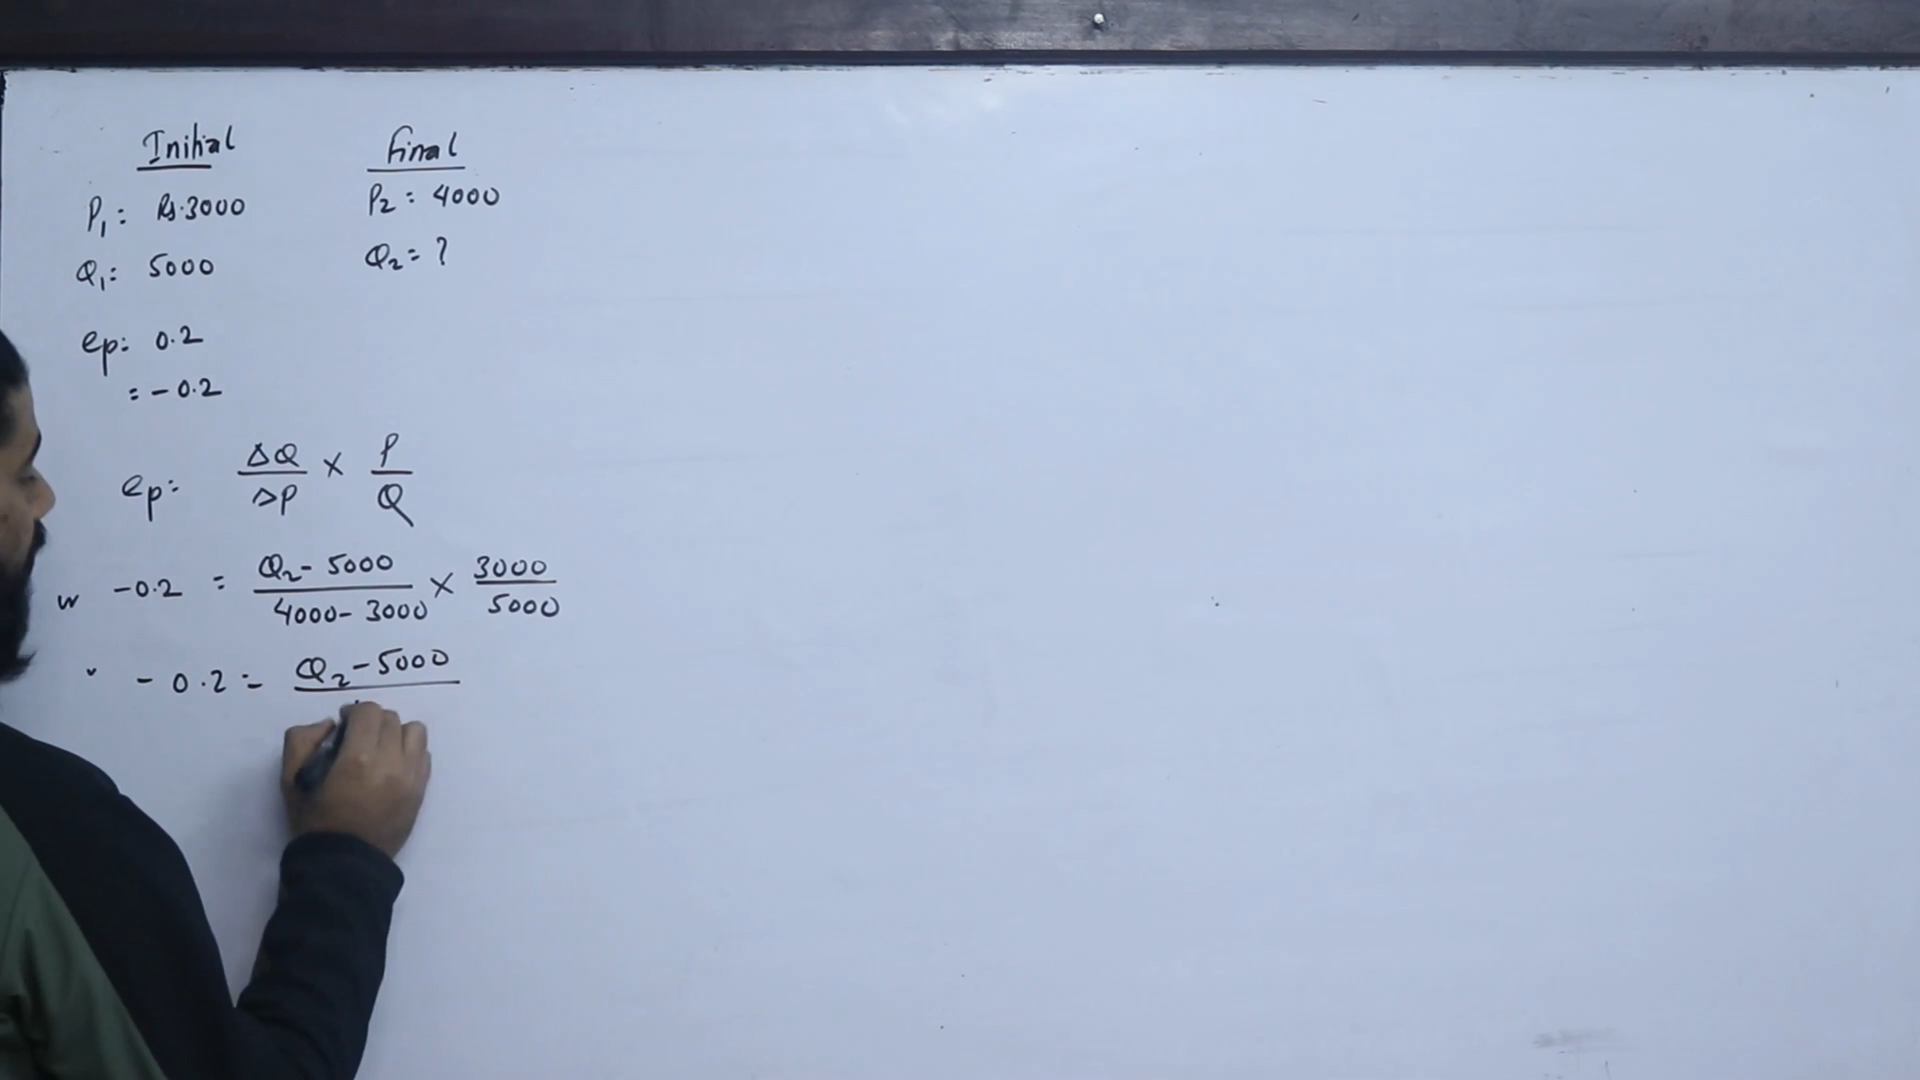 Initial
P₁: Rs.3000
Q₁: 5000
Final
P₂: 4000
Q₂ = ?
eₚ: 0.2
= - 0.2
eₚ: ΔQ/ΔP × P/Q
-0.2 = Q₂ - 5000/4000 - 3000 × 3000/5000
- 0.2 = Q₂ - 5000